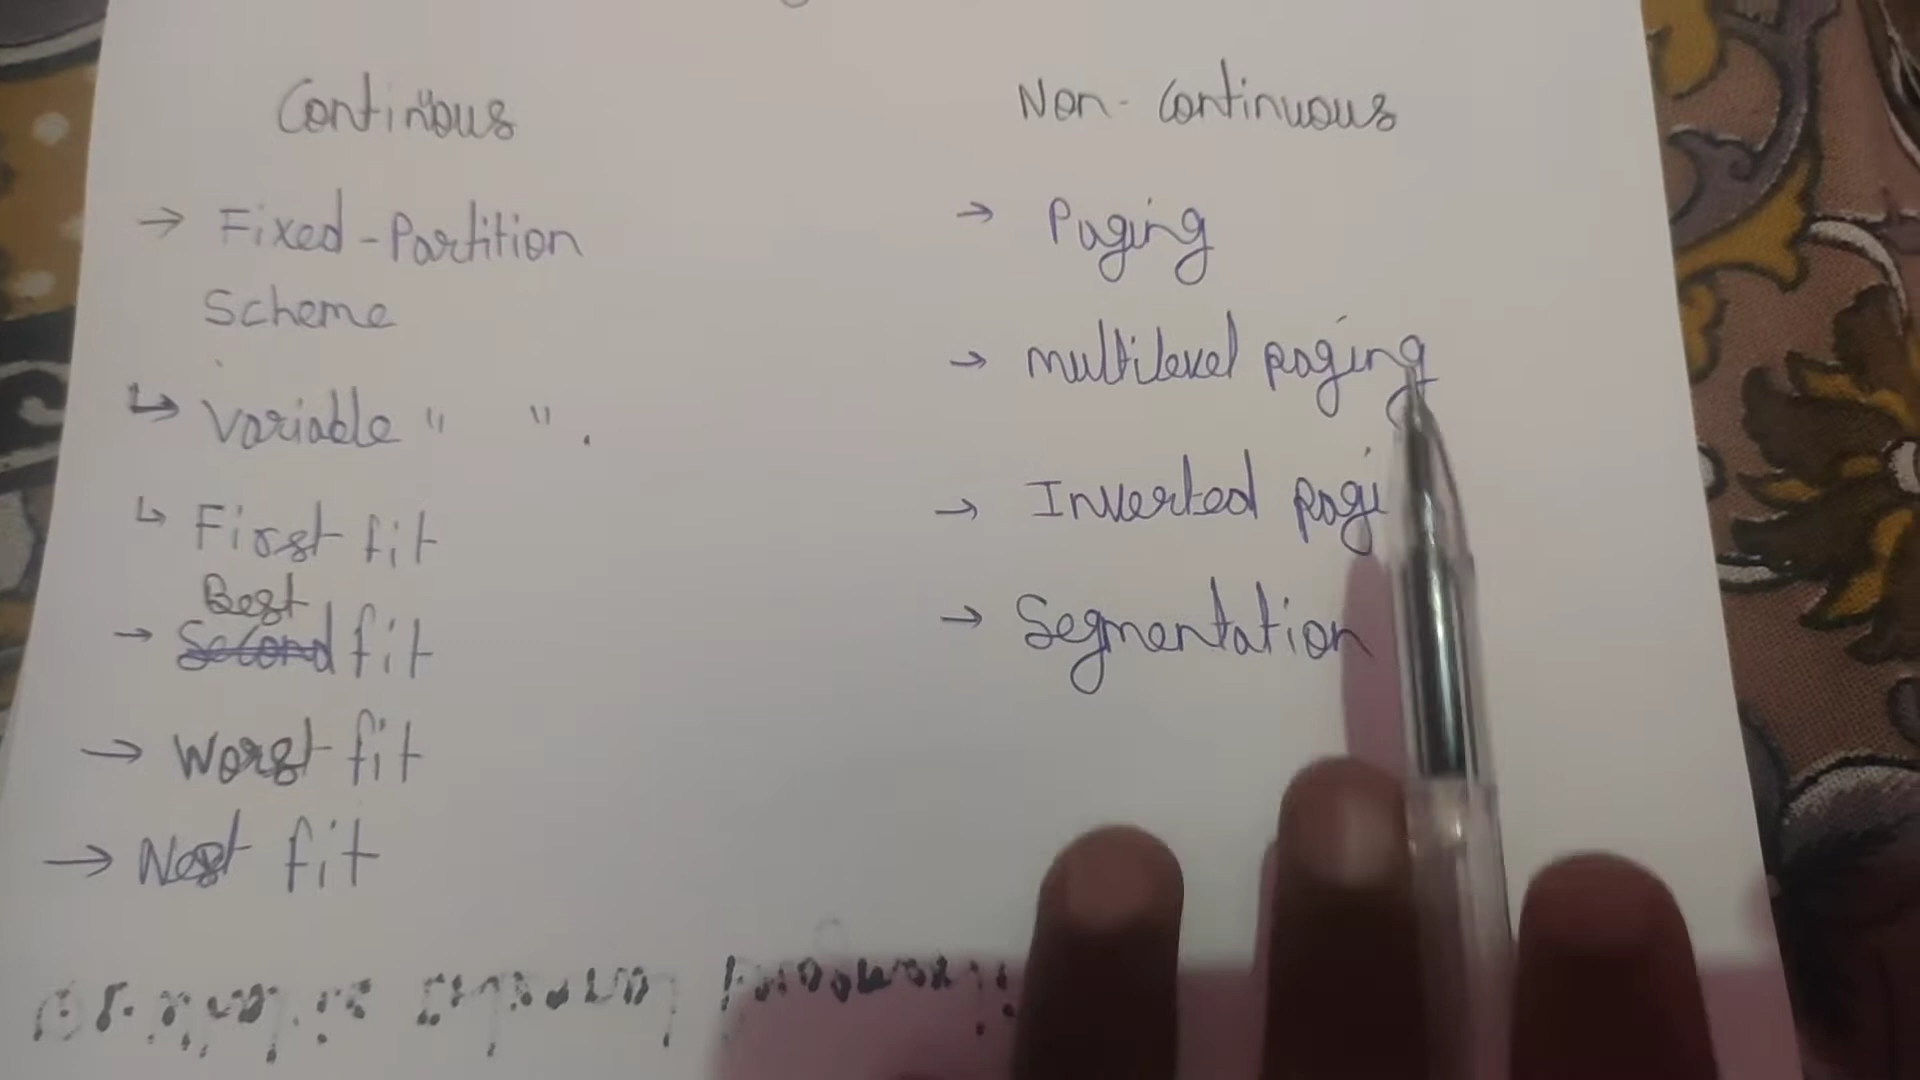 Continuous
→ Fixed-Partition
Scheme
↳ Variable " ".
↳ First fit
Best
→ Second fit
→ Worst fit
→ Next fit
Non-Continuous
→ Paging
→ multilevel paging
→ Inverted pagi
→ Segmentation